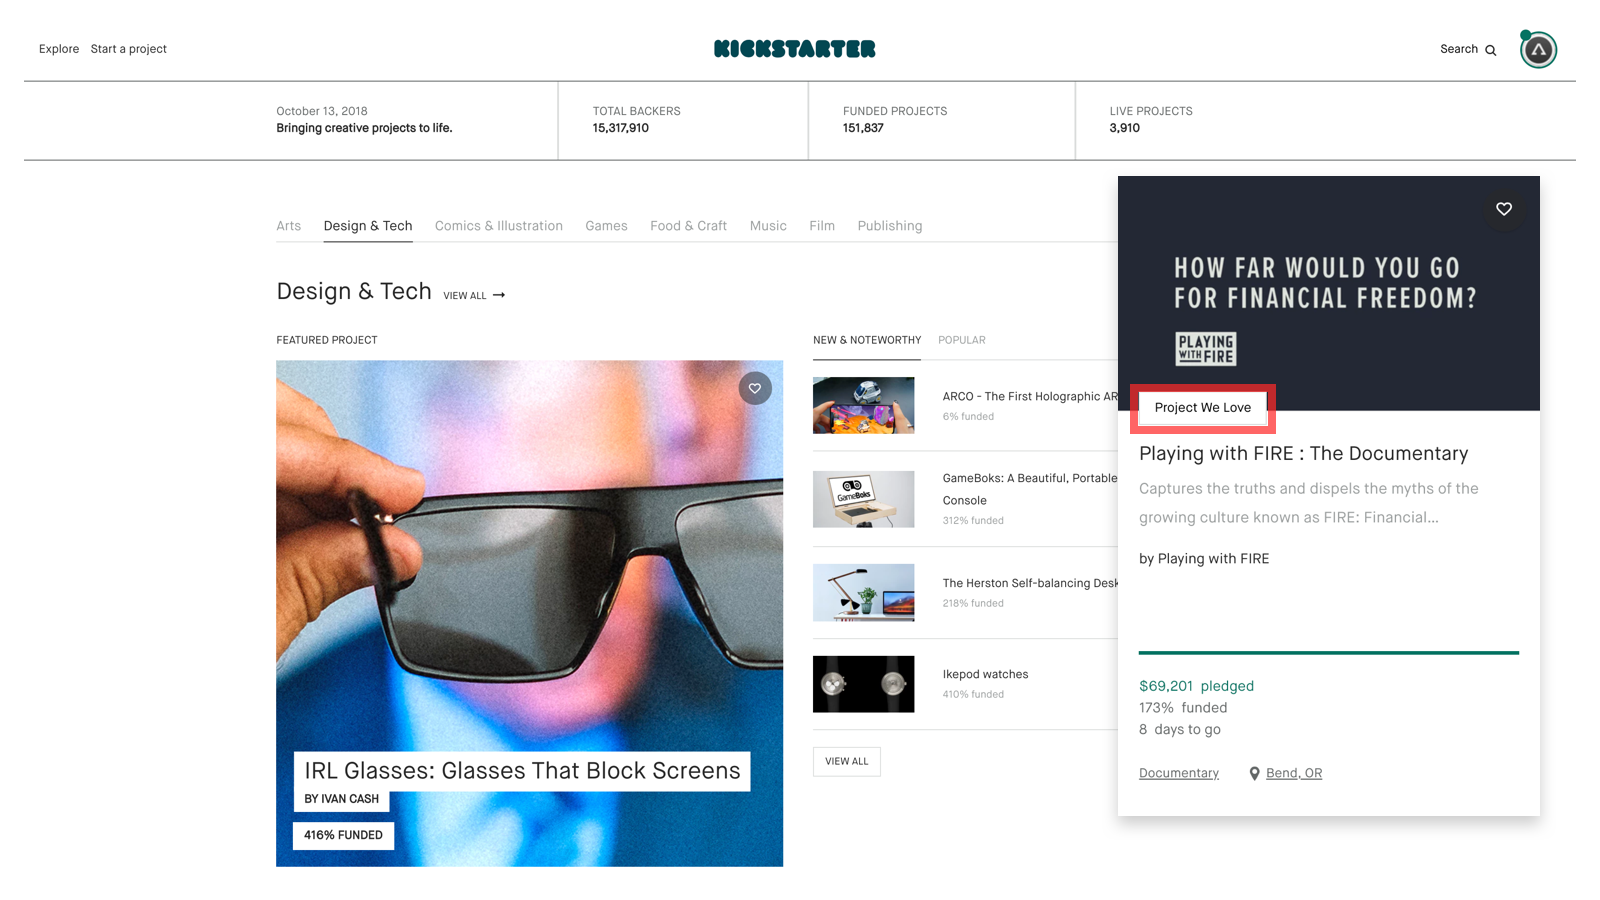 Explore Start a project
KICKSTARTER
Search
October 13, 2018
Bringing creative projects to life.
TOTAL BACKERS
15,317,910
FUNDED PROJECTS
151,837
LIVE PROJECTS
3,910
Arts Design & Tech Comics & Illustration Games Food & Craft Music Film Publishing
Design & Tech VIEW ALL
FEATURED PROJECT
IRL Glasses: Glasses That Block Screens
BY IVAN CASH
416% FUNDED
NEW & NOTEWORTHY POPULAR
ARCO - The First Holographic AR
6% funded
GameBoks
GameBoks: A Beautiful, Portable
Console
312% funded
The Herston Self-balancing Desk
218% funded
Ikepod watches
410% funded
VIEW ALL
HOW FAR WOULD YOU GO
FOR FINANCIAL FREEDOM?
PLAYING
WITH FIRE
Project We Love
Playing with FIRE : The Documentary
Captures the truths and dispels the myths of the
growing culture known as FIRE: Financial...
by Playing with FIRE
$69,201 pledged
173% funded
8 days to go
Documentary Bend, OR